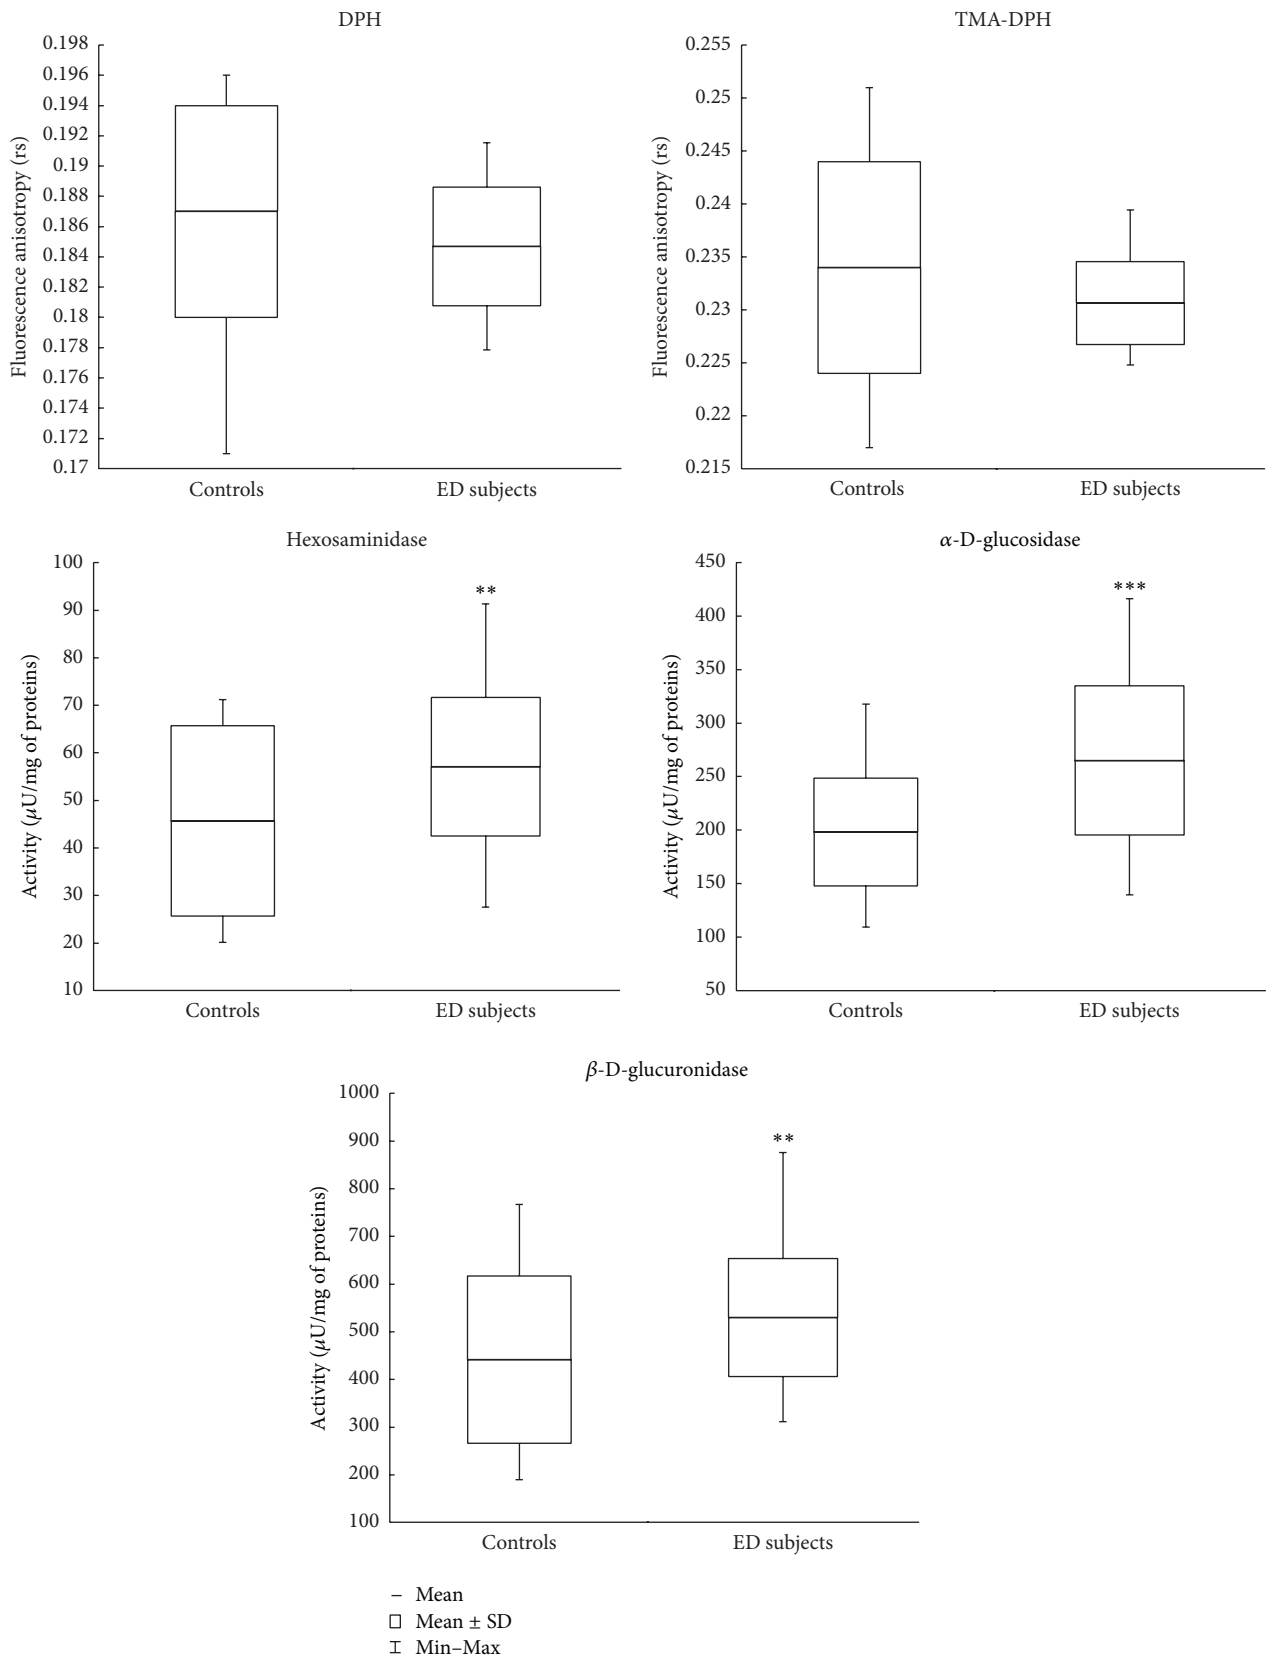 DPH
Fluorescence anisotropy (rs)
0.198
0.196
0.194
0.192
0.19
0.188
0.186
0.184
0.182
0.18
0.178
0.176
0.174
0.172
0.17
Controls
ED subjects
TMA-DPH
Fluorescence anisotropy (rs)
0.255
0.25
0.245
0.24
0.235
0.23
0.225
0.22
0.215
Controls
ED subjects
Hexosaminidase
Activity (μU/mg of proteins)
100
90
80
70
60
50
40
30
20
10
**
Controls
ED subjects
α-D-glucosidase
Activity (μU/mg of proteins)
450
400
350
300
250
200
150
100
50
***
Controls
ED subjects
β-D-glucuronidase
Activity (μU/mg of proteins)
1000
900
800
700
600
500
400
300
200
100
**
Controls
ED subjects
Mean
Mean ± SD
Min–Max